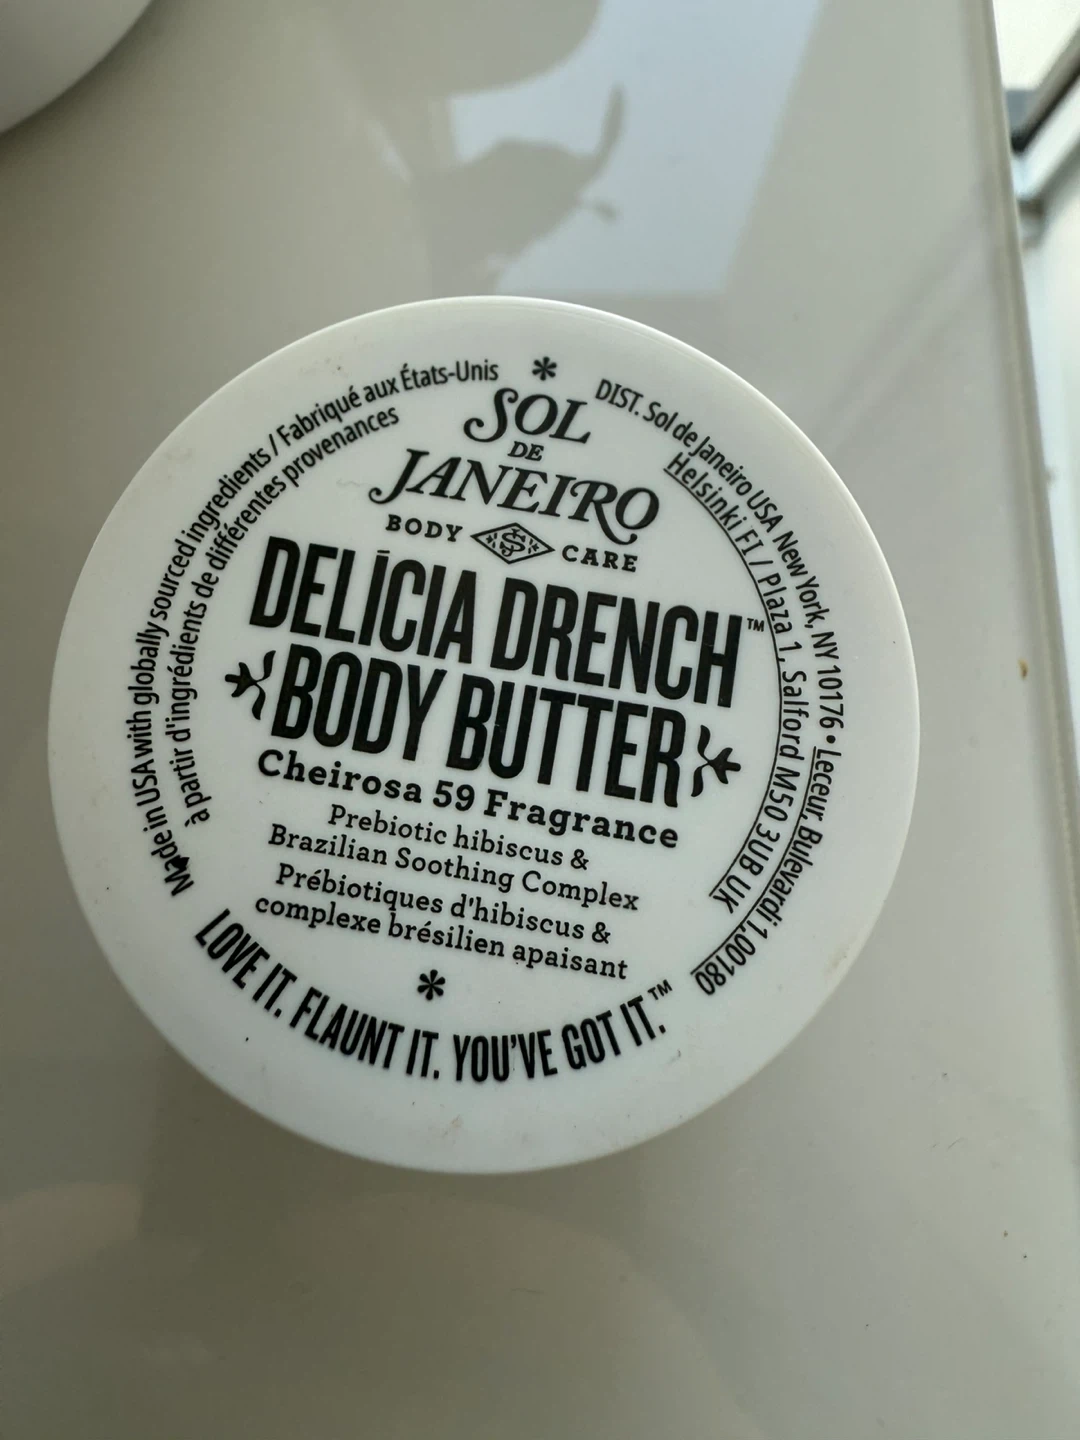 SOL
DE
JANEIRO
BODY CARE
DELÍCIA DRENCH™
BODY BUTTER
Cheirosa 59 Fragrance
Prebiotic hibiscus &
Brazilian Soothing Complex
Prébiotiques d'hibiscus &
complexe brésilien apaisant
LOVE IT. FLAUNT IT. YOU'VE GOT IT.™
Made in USA with globally sourced ingredients / Fabriqué aux États-Unis
à partir d'ingrédients de différentes provenances
DIST. Sol de Janeiro USA New York, NY 10176 • Lecceur, Bulevardi 1, 00180
Helsinki FI / Plaza 1, Salford M50 3UB UK